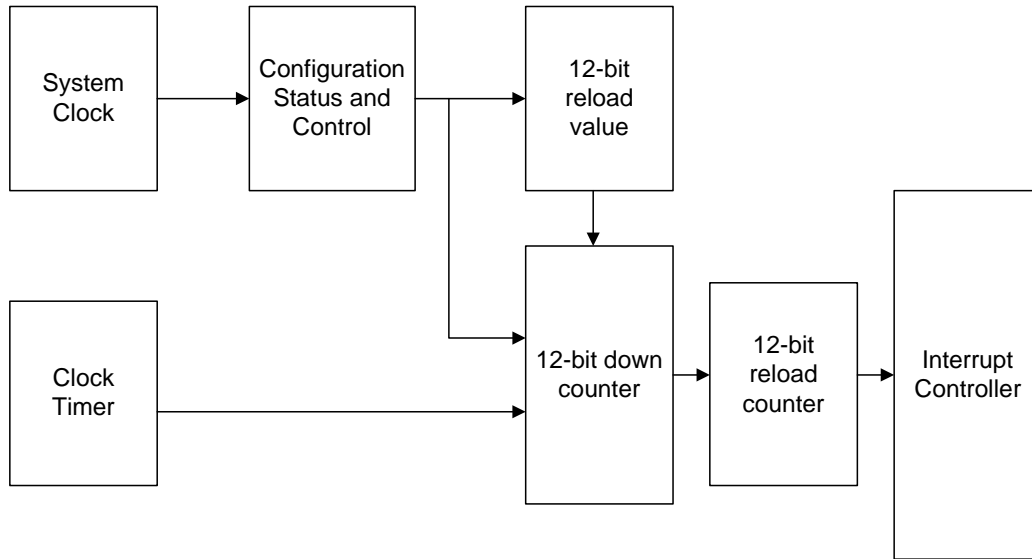 System
Clock
Configuration
Status and
Control
12-bit
reload
value
Clock
Timer
12-bit down
counter
12-bit
reload
counter
Interrupt
Controller